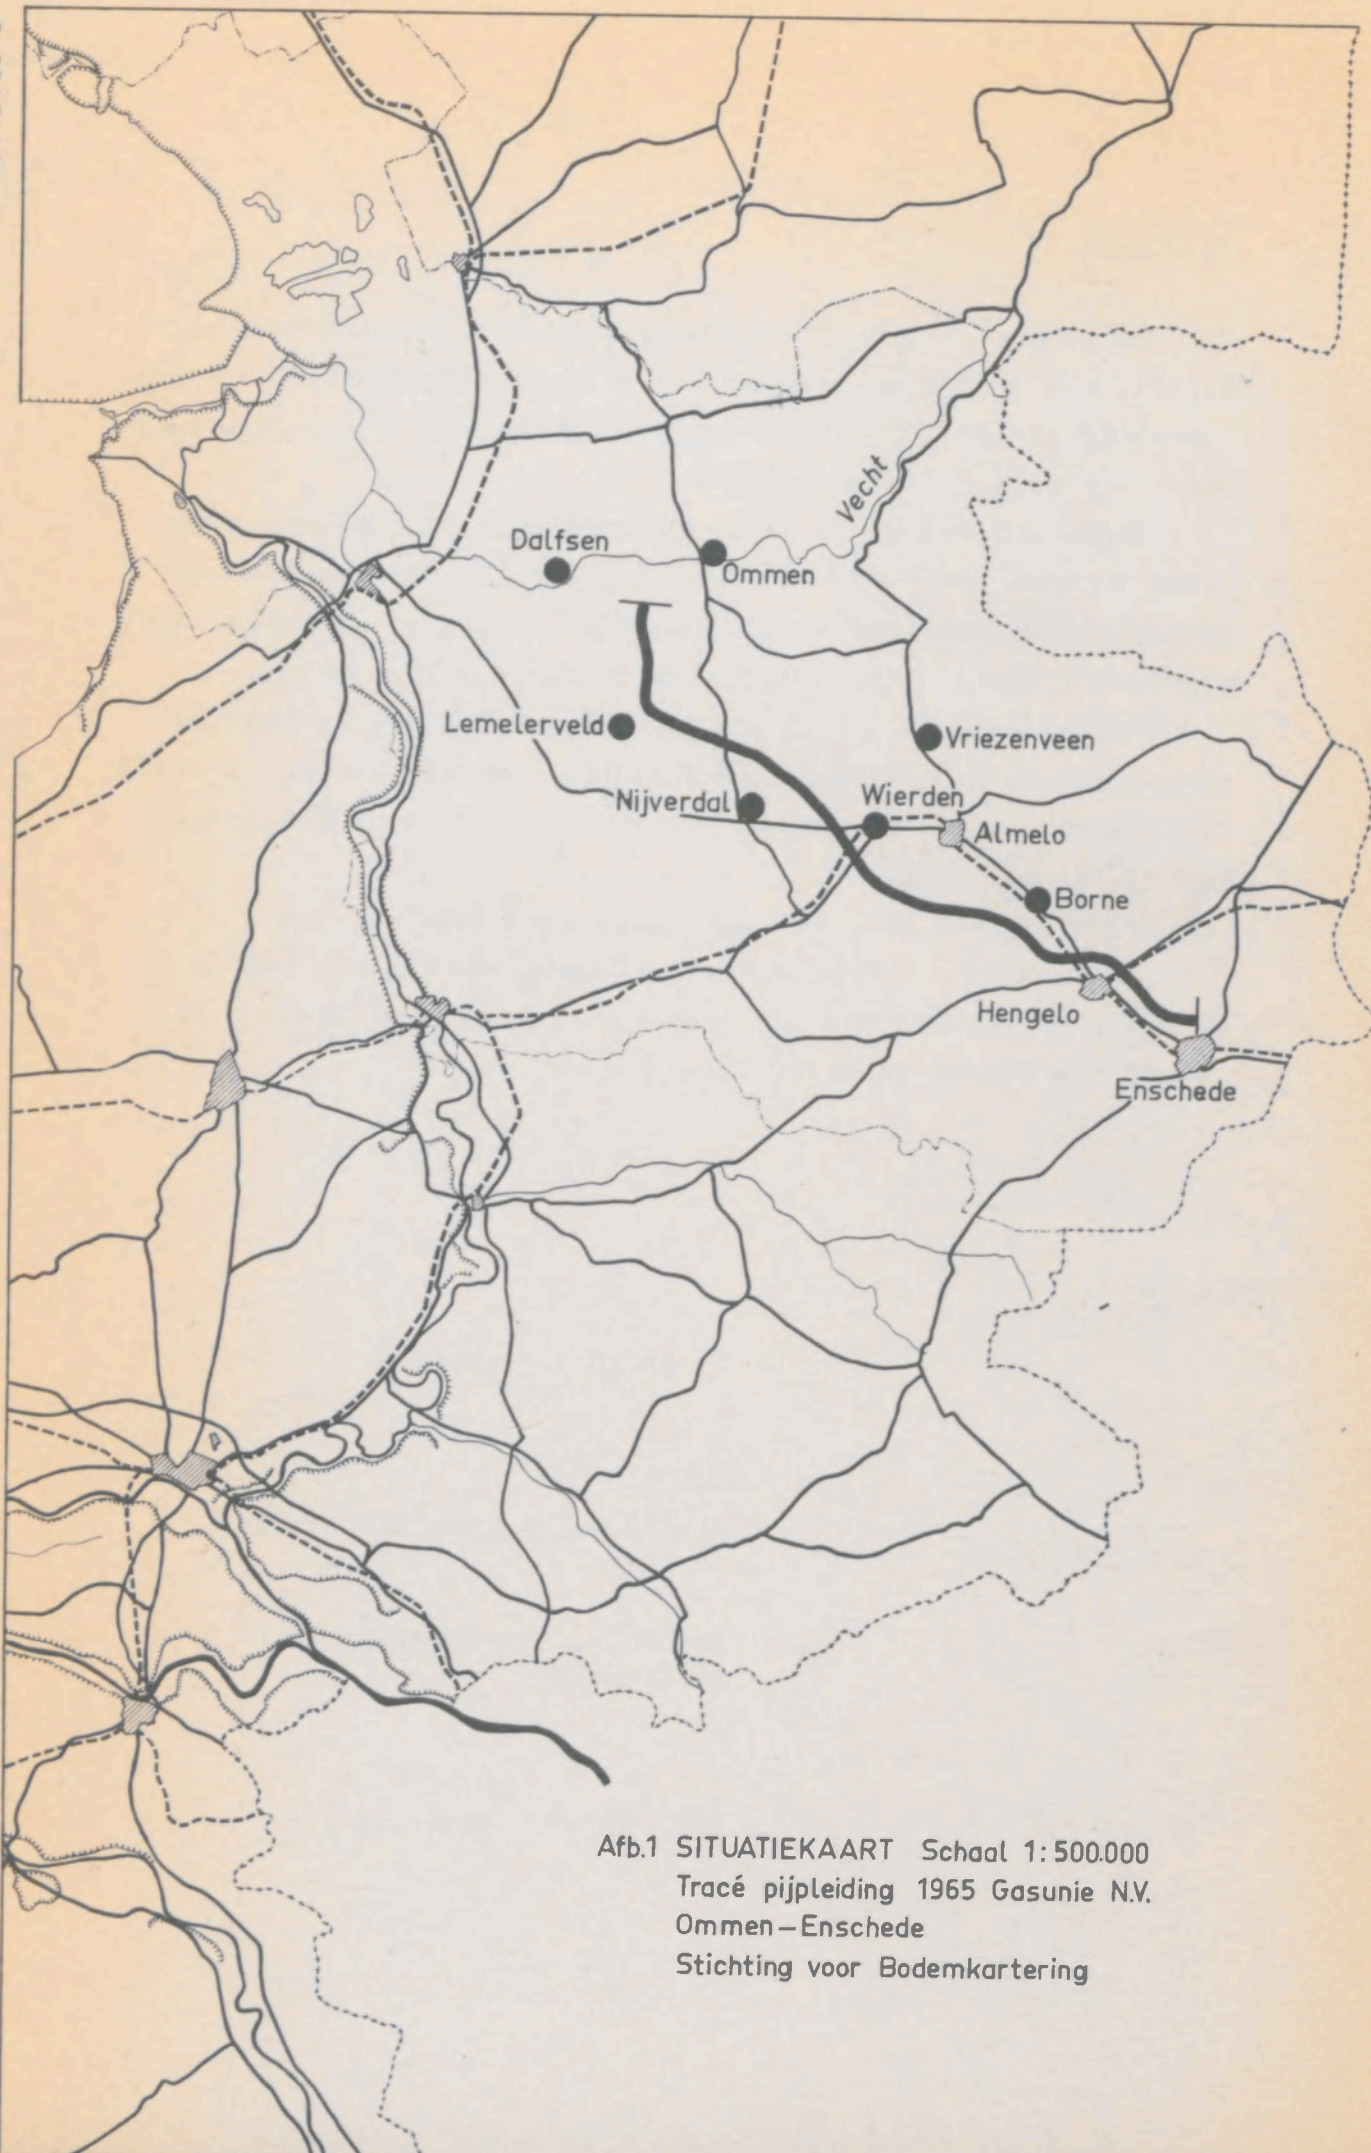 Vecht
Dalfsen
Ommen
Lemelerveld
Vriezenveen
Nijverdal
Wierden
Almelo
Borne
Hengelo
Enschede
Afb.1 SITUATIEKAART Schaal 1:500.000
Tracé pijpleiding 1965 Gasunie N.V.
Ommen–Enschede
Stichting voor Bodemkartering